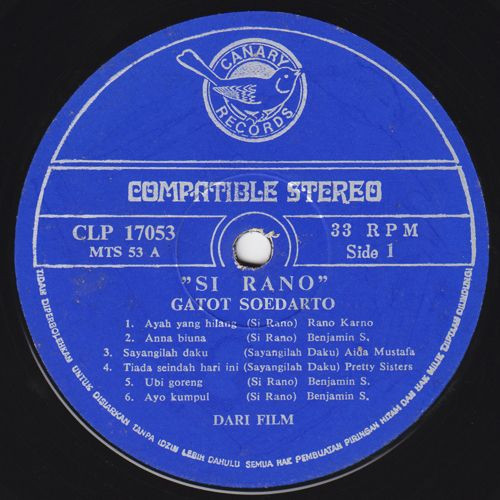 CANARY
RECORDS
COMPATIBLE STEREO
CLP 17053
MTS 53 A
33 RPM
Side 1
"SI RANO"
GATOT SOEDARTO
1. Ayah yang hilang (Si Rano) Rano Karno
2. Anna biuna (Si Rano) Benjamin S.
3. Sayangilah daku (Sayangilah Daku) Aida Mustafa
4. Tiada seindah hari ini (Sayangilah Daku) Pretty Sisters
5. Ubi goreng (Si Rano) Benjamin S.
6. Ayo kumpul (Si Rano) Benjamin S.
DARI FILM
TIDAK DIPERBOLEHKAN UNTUK DISIARKAN TANPA IDZIN LEBIH DAHULU SEMUA HAK PEMBUATAN PIRINGAN HITAM DAN HAK MILIK TJIPTAAN DILINDUNGI